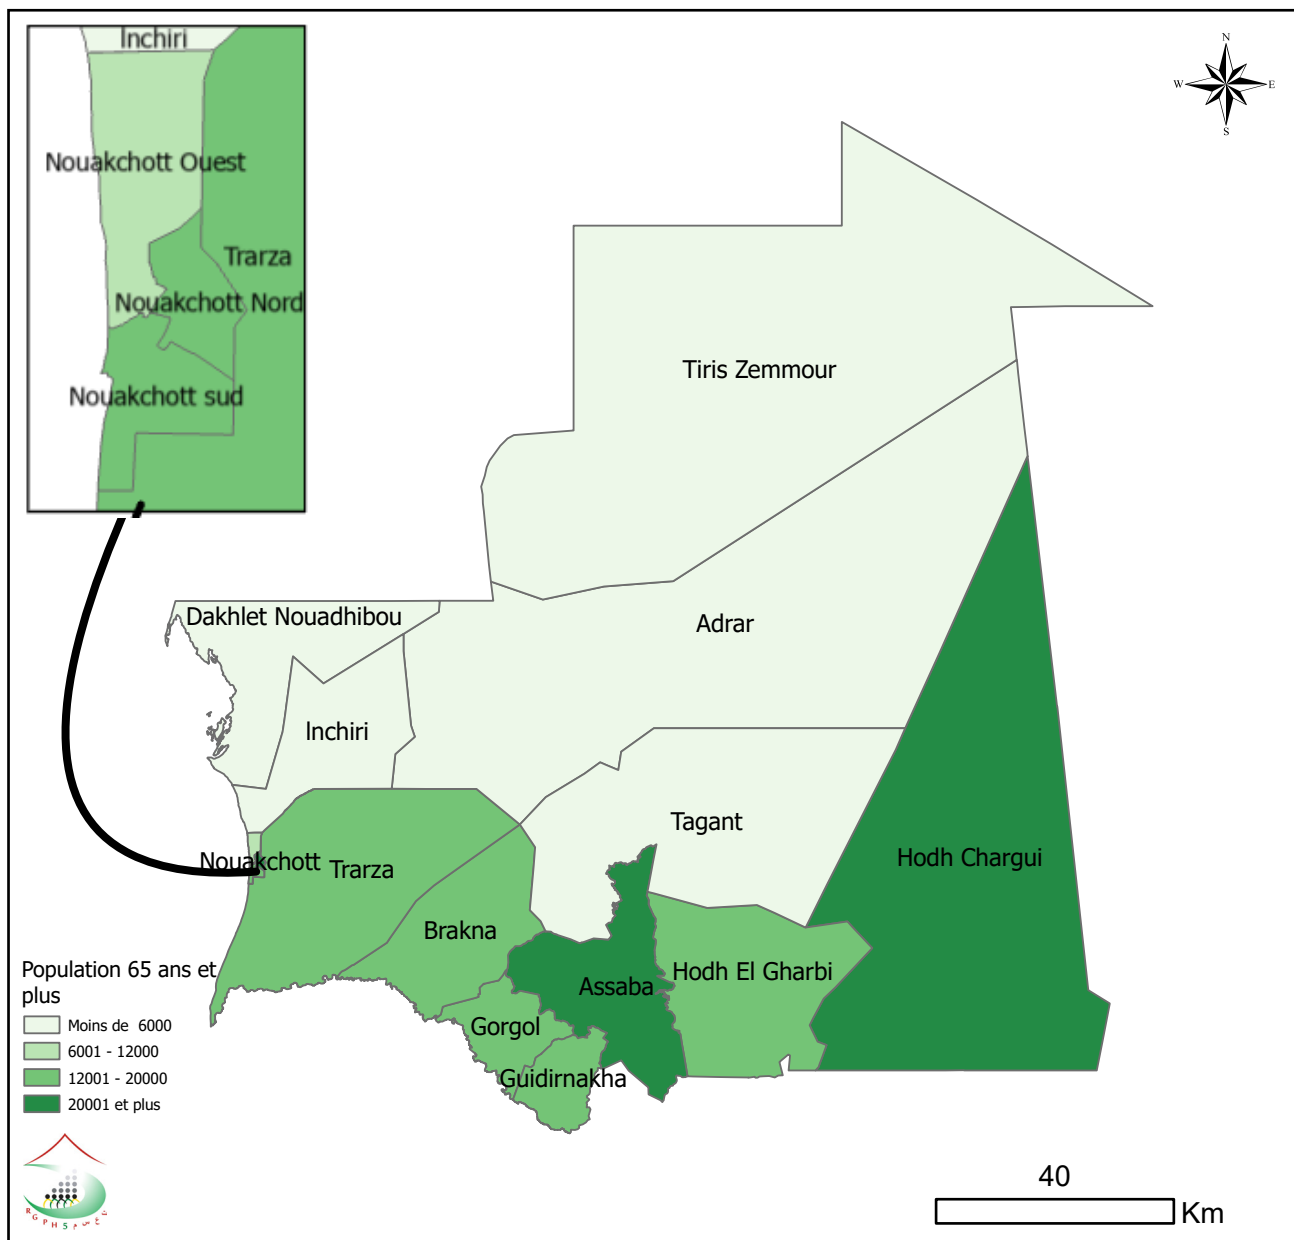 Inchiri
Nouakchott Ouest
Trarza
Nouakchott Nord
Nouakchott sud
N
W
E
S
Tiris Zemmour
Dakhlet Nouadhibou
Adrar
Inchiri
Tagant
Nouakchott
Trarza
Hodh Chargui
Brakna
Hodh El Gharbi
Assaba
Gorgol
Guidirnakha
Population 65 ans et
plus
Moins de 6000
6001 - 12000
12001 - 20000
20001 et plus
RGPH5
40
Km